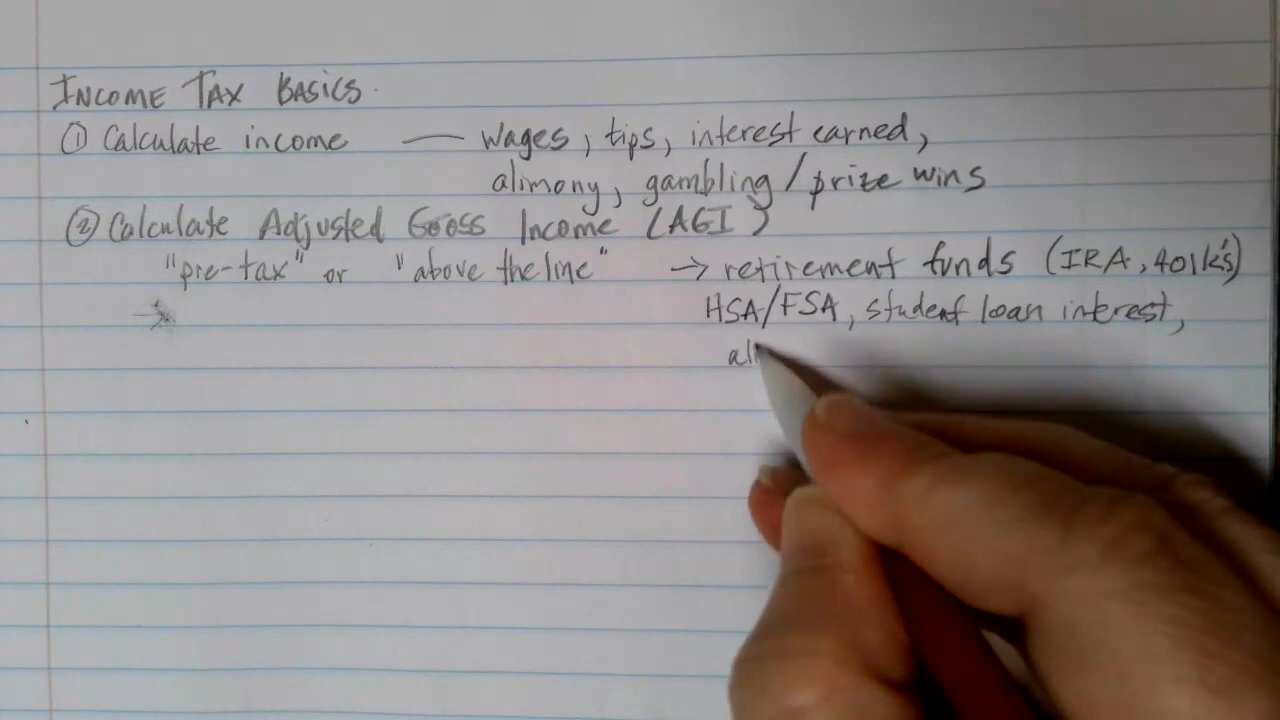 INCOME TAX BASICS
① Calculate income — wages, tips, interest earned,
alimony, gambling/prize wins
② Calculate Adjusted Gross Income (AGI)
"pre-tax" or "above the line" → retirement funds (IRA, 401k's)
→ HSA/FSA, student loan interest,
al